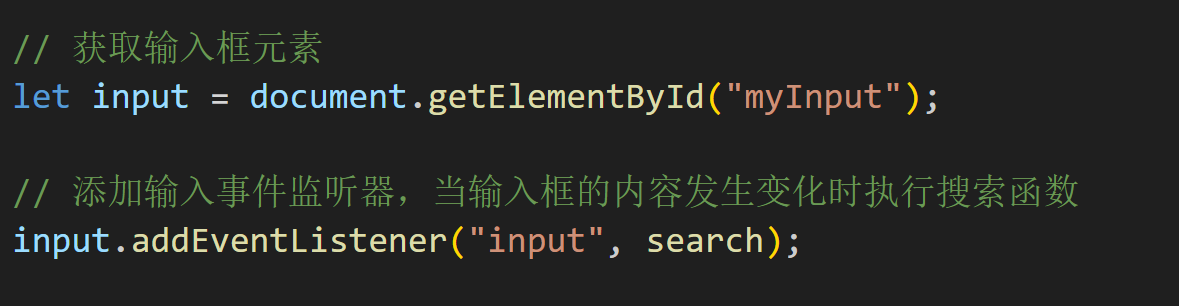 // 获取输入框元素
let input = document.getElementById("myInput");
// 添加输入事件监听器，当输入框的内容发生变化时执行搜索函数
input.addEventListener("input", search);